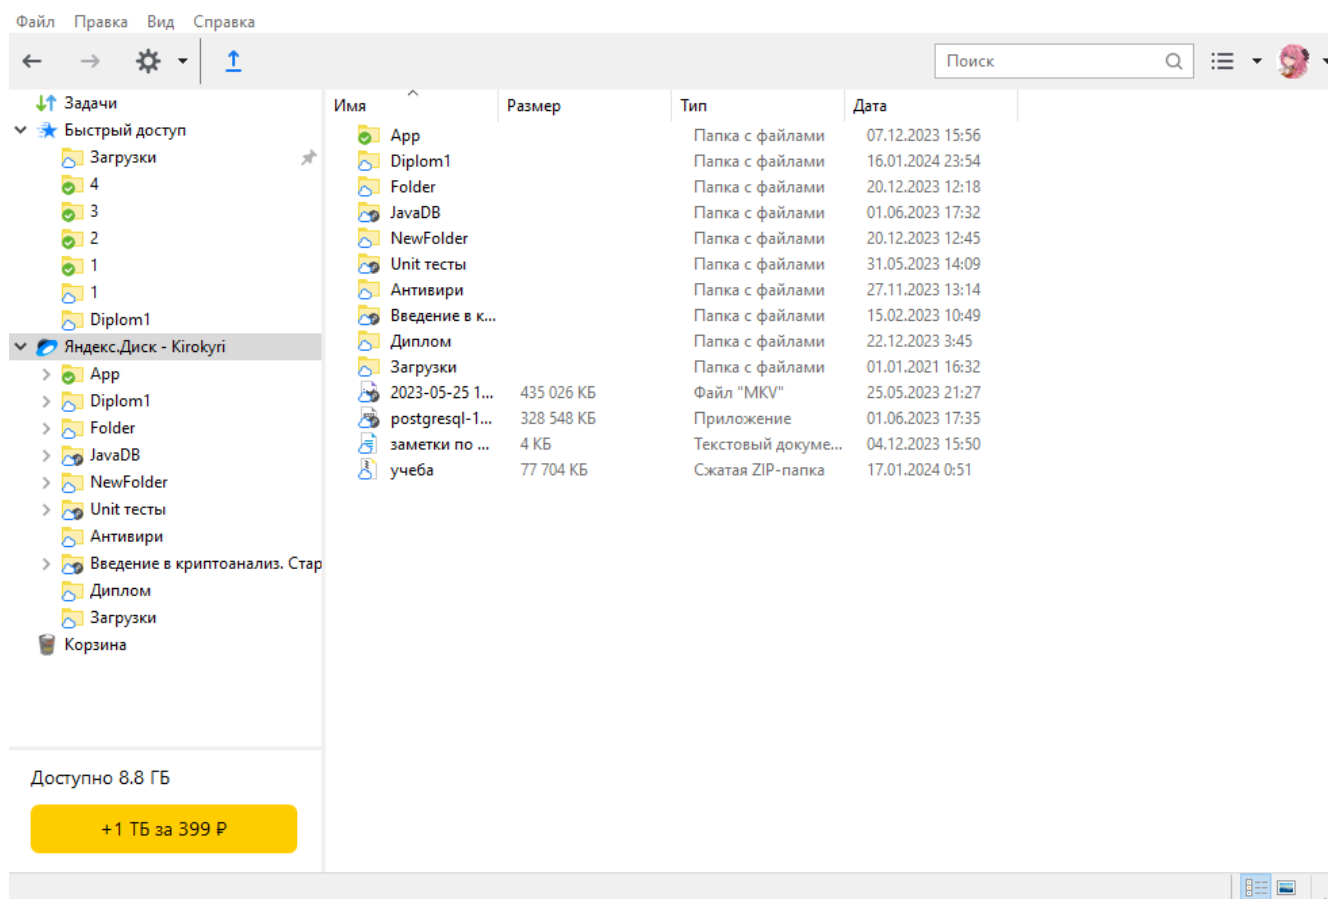 Файл Правка Вид Справка
Поиск
Задачи
Быстрый доступ
Загрузки
4
3
2
1
1
Diplom1
Яндекс.Диск - Kirokyri
App
Diplom1
Folder
JavaDB
NewFolder
Unit тесты
Антивири
Введение в криптоанализ. Стар
Диплом
Загрузки
Корзина
Доступно 8.8 ГБ
+1 ТБ за 399 ₽
Имя Размер Тип Дата
App Папка с файлами 07.12.2023 15:56
Diplom1 Папка с файлами 16.01.2024 23:54
Folder Папка с файлами 20.12.2023 12:18
JavaDB Папка с файлами 01.06.2023 17:32
NewFolder Папка с файлами 20.12.2023 12:45
Unit тесты Папка с файлами 31.05.2023 14:09
Антивири Папка с файлами 27.11.2023 13:14
Введение в к... Папка с файлами 15.02.2023 10:49
Диплом Папка с файлами 22.12.2023 3:45
Загрузки Папка с файлами 01.01.2021 16:32
2023-05-25 1... 435 026 КБ Файл "MKV" 25.05.2023 21:27
postgresql-1... 328 548 КБ Приложение 01.06.2023 17:35
заметки по ... 4 КБ Текстовый докуме... 04.12.2023 15:50
учеба 77 704 КБ Сжатая ZIP-папка 17.01.2024 0:51